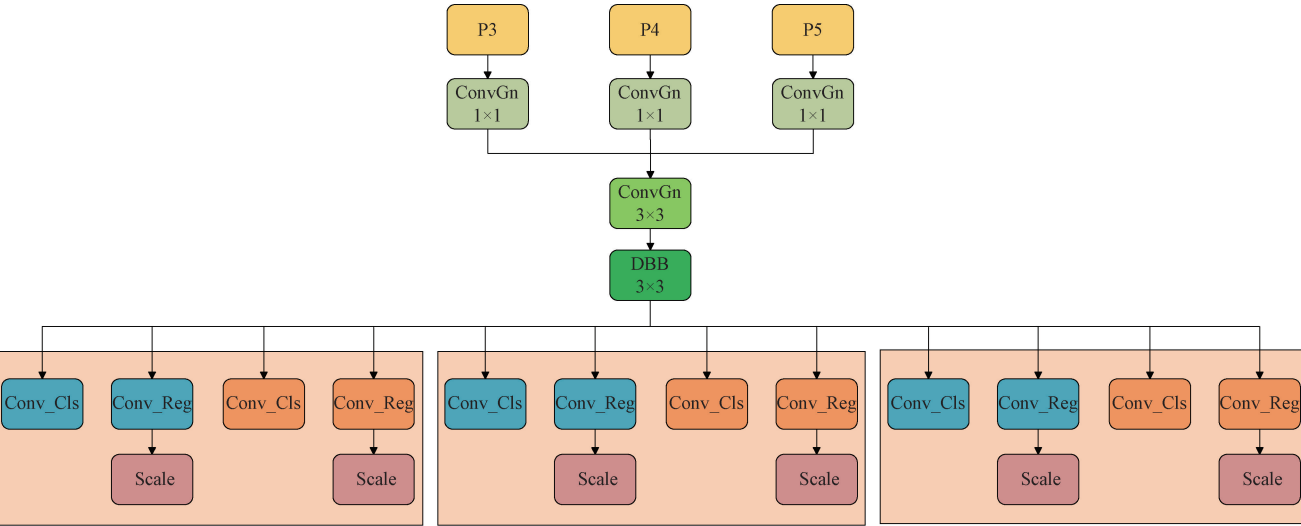 P3
P4
P5
ConvGn
1×1
ConvGn
1×1
ConvGn
1×1
ConvGn
3×3
DBB
3×3
Conv_Cls
Conv_Reg
Conv_Cls
Conv_Reg
Conv_Cls
Conv_Reg
Conv_Cls
Conv_Reg
Conv_Cls
Conv_Reg
Conv_Cls
Conv_Reg
Scale
Scale
Scale
Scale
Scale
Scale